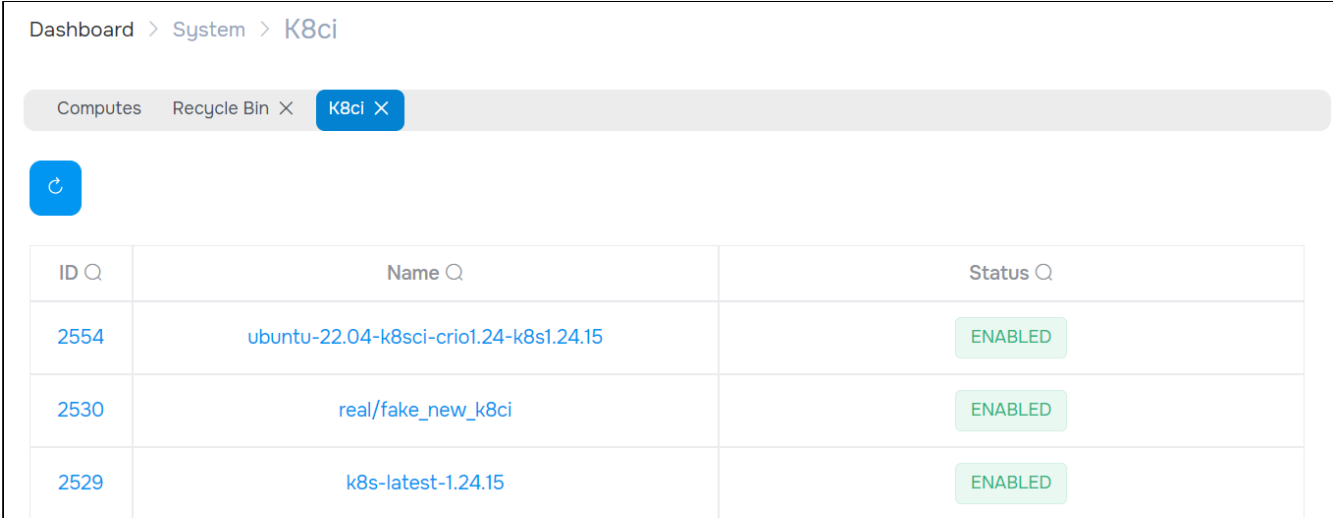 Dashboard > System > K8ci
Computes Recycle Bin K8ci
ID Name Status
2554 ubuntu-22.04-k8sci-crio1.24-k8s1.24.15 ENABLED
2530 real/fake_new_k8ci ENABLED
2529 k8s-latest-1.24.15 ENABLED